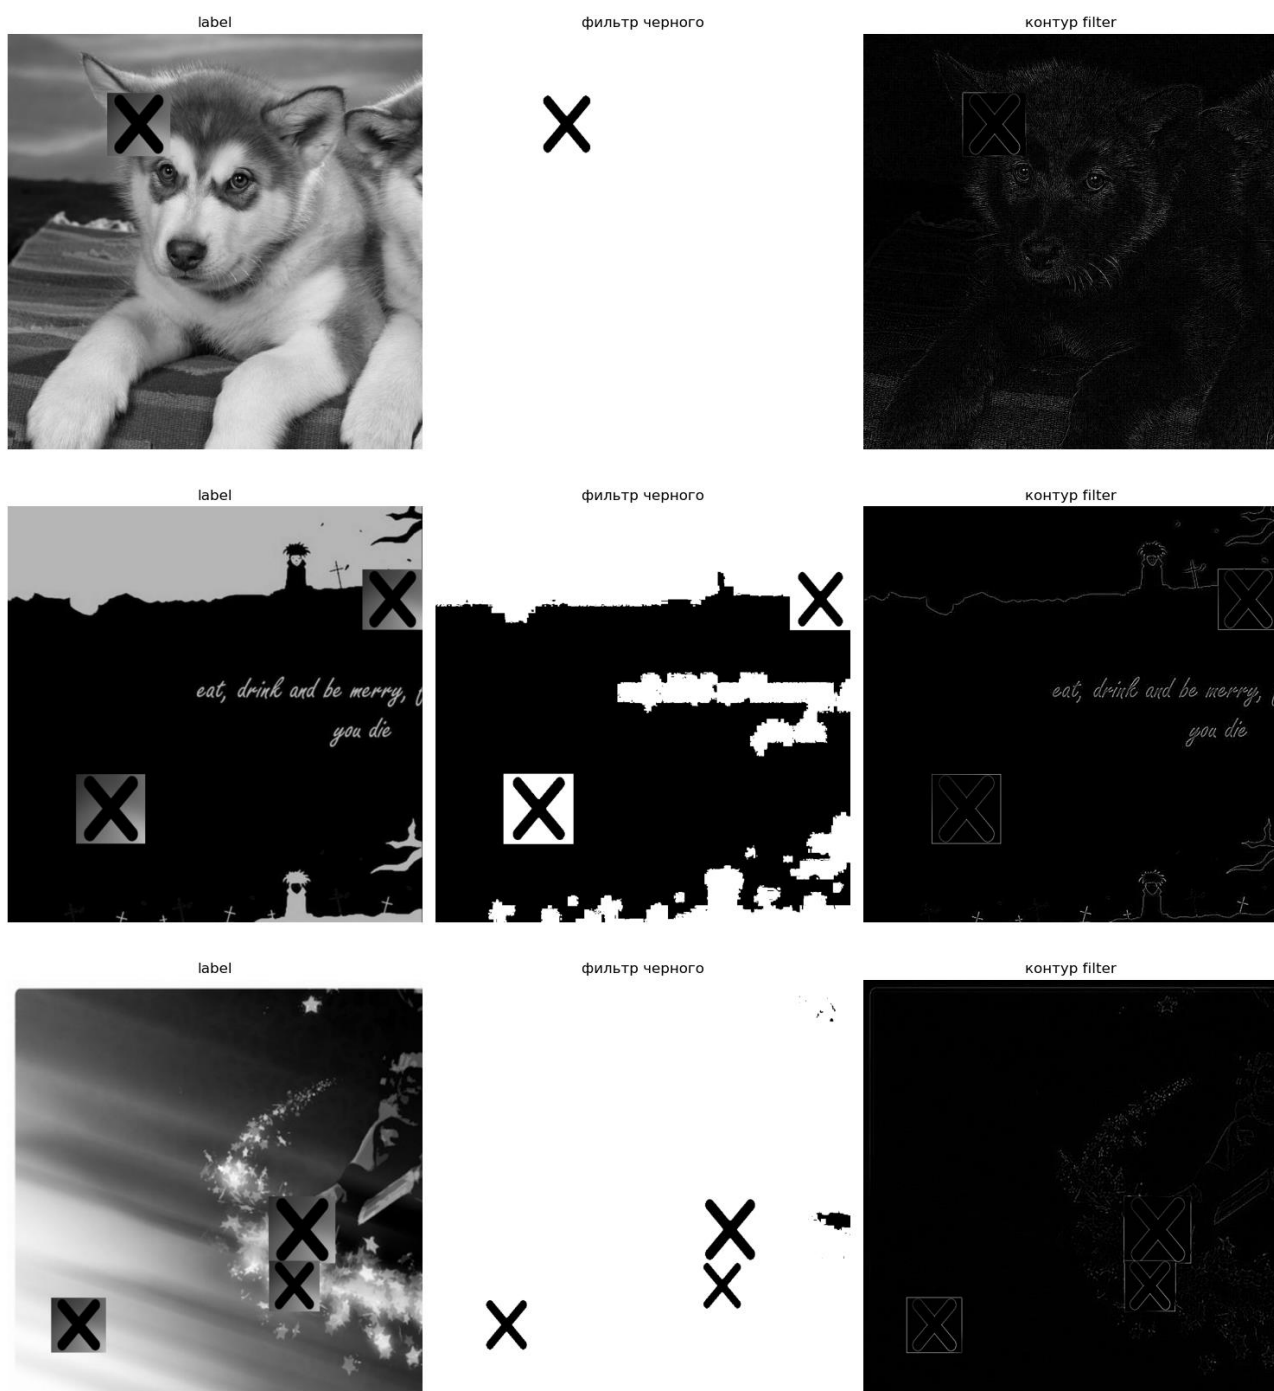 label фильтр черного контур filter
label фильтр черного контур filter
eat, drink and be merry, eat, drink and be merry,
you die you die
label фильтр черного контур filter